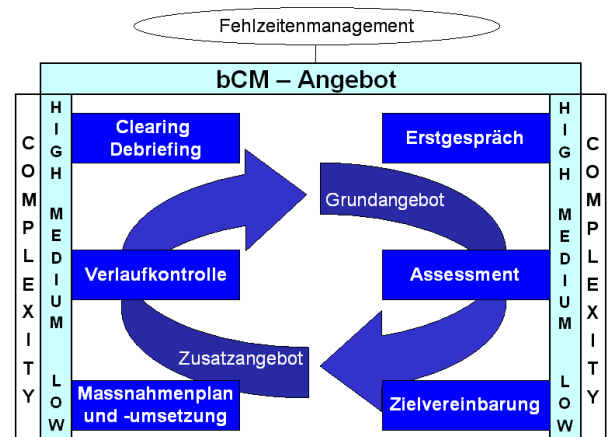 Fehlzeitenmanagement
bCM – Angebot
COMPLEXITY
HIGH MEDIUM LOW
Clearing
Debriefing
Erstgespräch
HIGH MEDIUM LOW
COMPLEXITY
Grundangebot
Verlaufkontrolle
Assessment
Zusatzangebot
Massnahmenplan
und -umsetzung
Zielvereinbarung